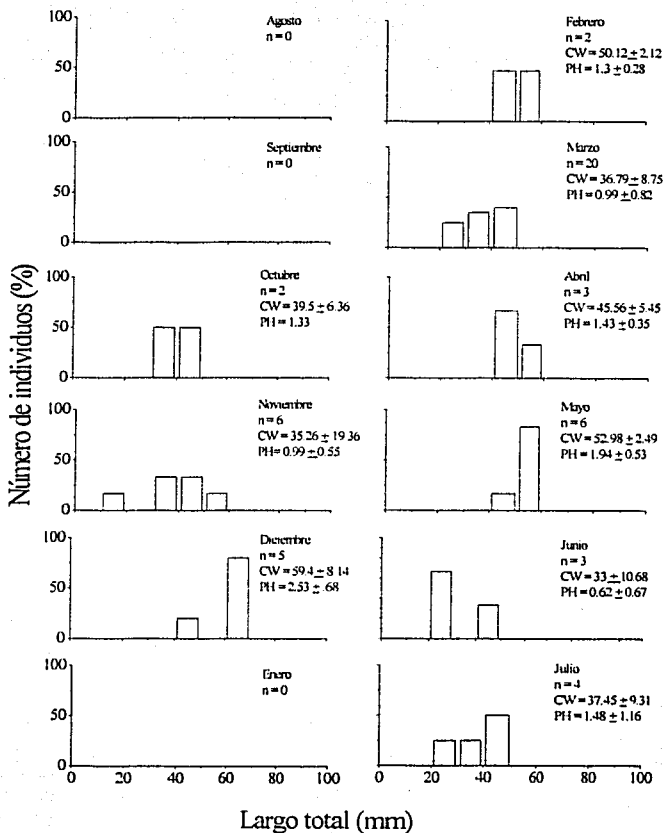 Número de individuos (%)
100
50
0
Agosto
n=0
100
50
0
Septiembre
n=0
100
50
0
Octubre
n=2
CW=39.5±6.36
PH=1.33
100
50
0
Noviembre
n=6
CW=35.26±19.36
PH=0.99±0.55
100
50
0
Diciembre
n=5
CW=59.4±8.14
PH=2.53±.68
100
50
0
Enero
n=0
0 20 40 60 80 100
Febrero
n=2
CW=50.12±2.12
PH=1.3±0.28
Marzo
n=20
CW=36.79±8.75
PH=0.99±0.82
Abril
n=3
CW=45.56±5.45
PH=1.43±0.35
Mayo
n=6
CW=52.98±2.49
PH=1.94±0.53
Junio
n=3
CW=33±10.68
PH=0.62±0.67
Julio
n=4
CW=37.45±9.31
PH=1.48±1.16
0 20 40 60 80 100
Largo total (mm)